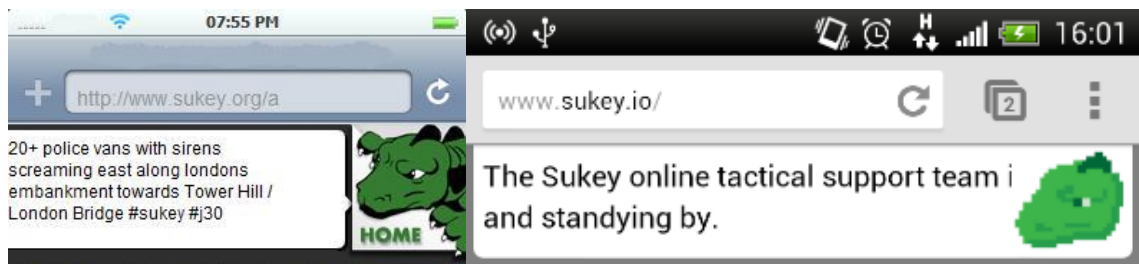 07:55 PM
http://www.sukey.org/a
20+ police vans with sirens
screaming east along londons
embankment towards Tower Hill /
London Bridge #sukey #j30
HOME
H
16:01
www.sukey.io/
2
The Sukey online tactical support team i
and standying by.